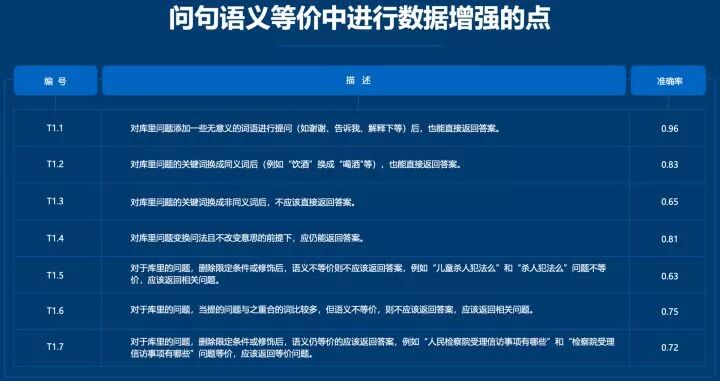 问句语义等价中进行数据增强的点
编 号 描 述 准确率
T1.1 对库里问题添加一些无意义的词语进行提问（如谢谢、告诉我、解释下等）后，也能直接返回答案。 0.96
T1.2 对库里问题的关键词换成同义词后（例如“饮酒”换成“喝酒”等），也能直接返回答案。 0.83
T1.3 对库里问题的关键词换成非同义词后，不应该直接返回答案。 0.65
T1.4 对库里问题变换问法且不改变意思的前提下，应仍能返回答案。 0.81
T1.5 对于库里的问题，删除限定条件或修饰后，语义不等价则不应该返回答案，例如“儿童杀人犯法么”和“杀人犯法么”问题不等
价，应该返回相关问题。 0.63
T1.6 对于库里的问题，当提的问题与之重合的词比较多，但语义不等价，则不应该返回答案，应该返回相关问题。 0.75
T1.7 对于库里的问题，删除限定条件或修饰后，语义仍等价的应该返回答案，例如“人民检察院受理信访事项有哪些”和“检察院受理
信访事项有哪些”问题等价，应该返回等价问题。 0.72